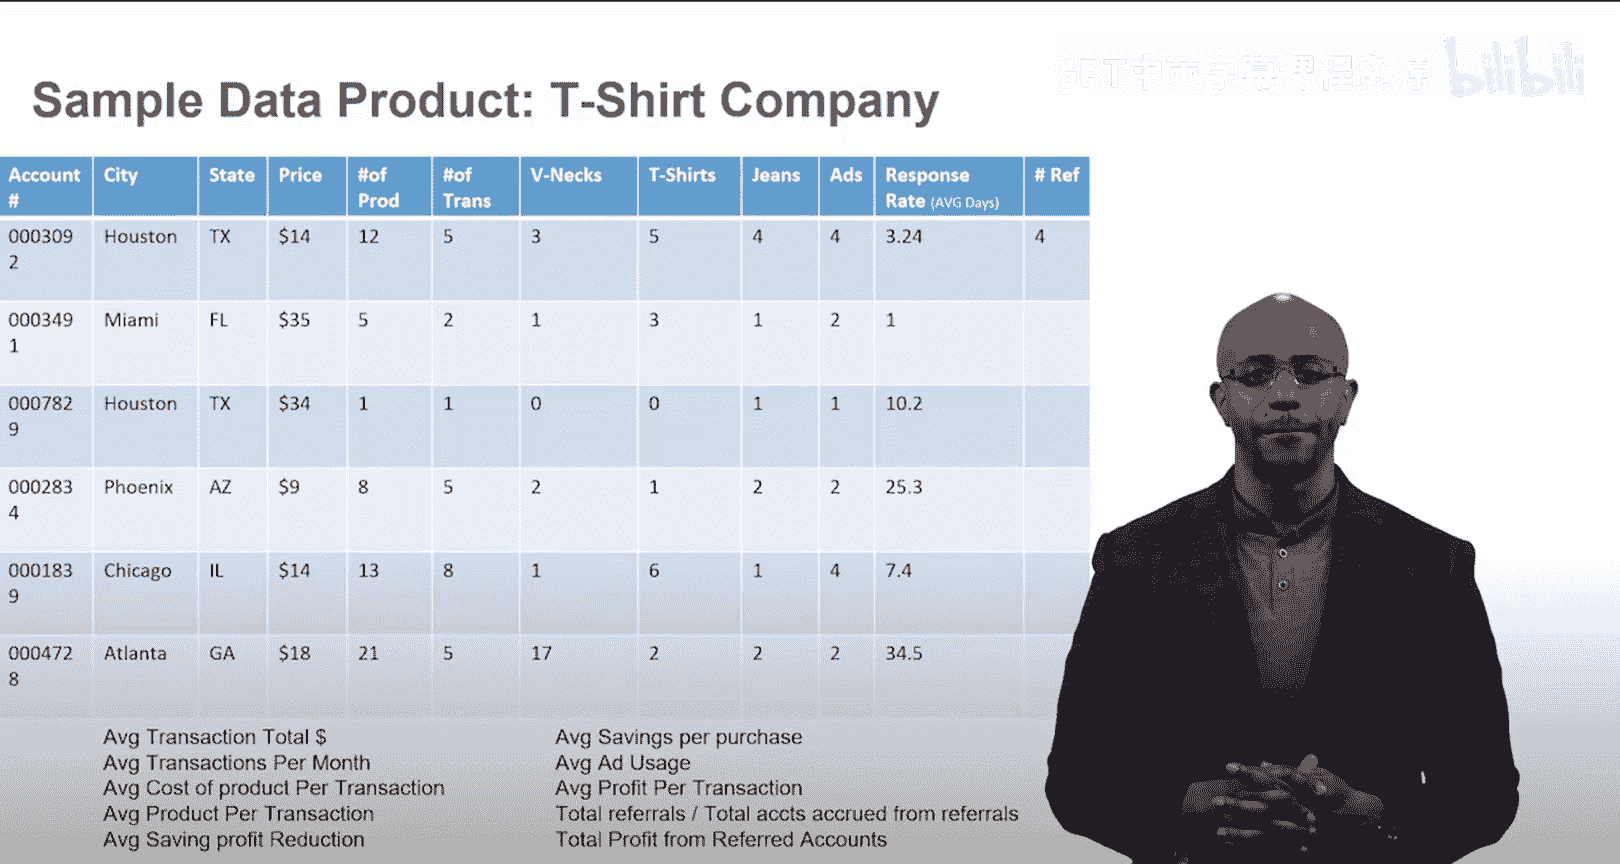 bilibili
Sample Data Product: T-Shirt Company
Account # City State Price #of Prod #of Trans V-Necks T-Shirts Jeans Ads Response Rate (AVG Days) # Ref
0003092 Houston TX $14 12 5 3 5 4 4 3.24 4
0003491 Miami FL $35 5 2 1 3 1 2 1
0007829 Houston TX $34 1 1 0 0 1 1 10.2
0002834 Phoenix AZ $9 8 5 2 1 2 2 25.3
0001839 Chicago IL $14 13 8 1 6 1 4 7.4
0004728 Atlanta GA $18 21 5 17 2 2 2 34.5
Avg Transaction Total $
Avg Transactions Per Month
Avg Cost of product Per Transaction
Avg Product Per Transaction
Avg Saving profit Reduction
Avg Savings per purchase
Avg Ad Usage
Avg Profit Per Transaction
Total referrals / Total accts accrued from referrals
Total Profit from Referred Accounts